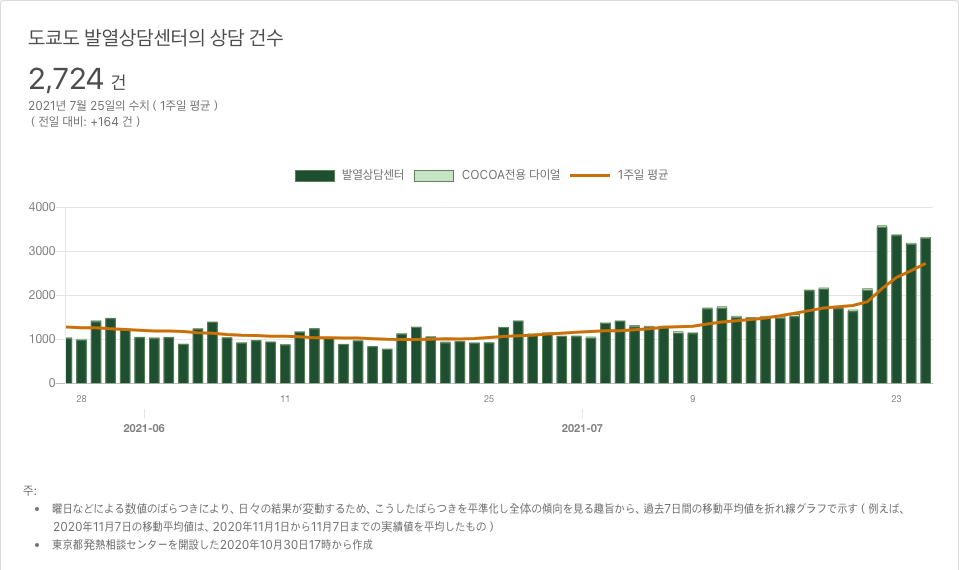 도쿄도 발열상담센터의 상담 건수
2,724 건
2021년 7월 25일의 수치 ( 1주일 평균 )
( 전일 대비: +164 건 )
발열상담센터 COCOA전용 다이얼 1주일 평균
4000
3000
2000
1000
0
28 11 25 9 23
2021-06 2021-07
주:
• 曜日などによる数値のばらつきにより、日々の結果が変動するため、こうしたばらつきを平準化し全体の傾向を見る趣旨から、過去7日間の移動平均値を折れ線グラフで示す ( 例えば、
2020年11月7日の移動平均値は、2020年11月1日から11月7日までの実績値を平均したもの )
• 東京都発熱相談センターを開設した2020年10月30日17時から作成